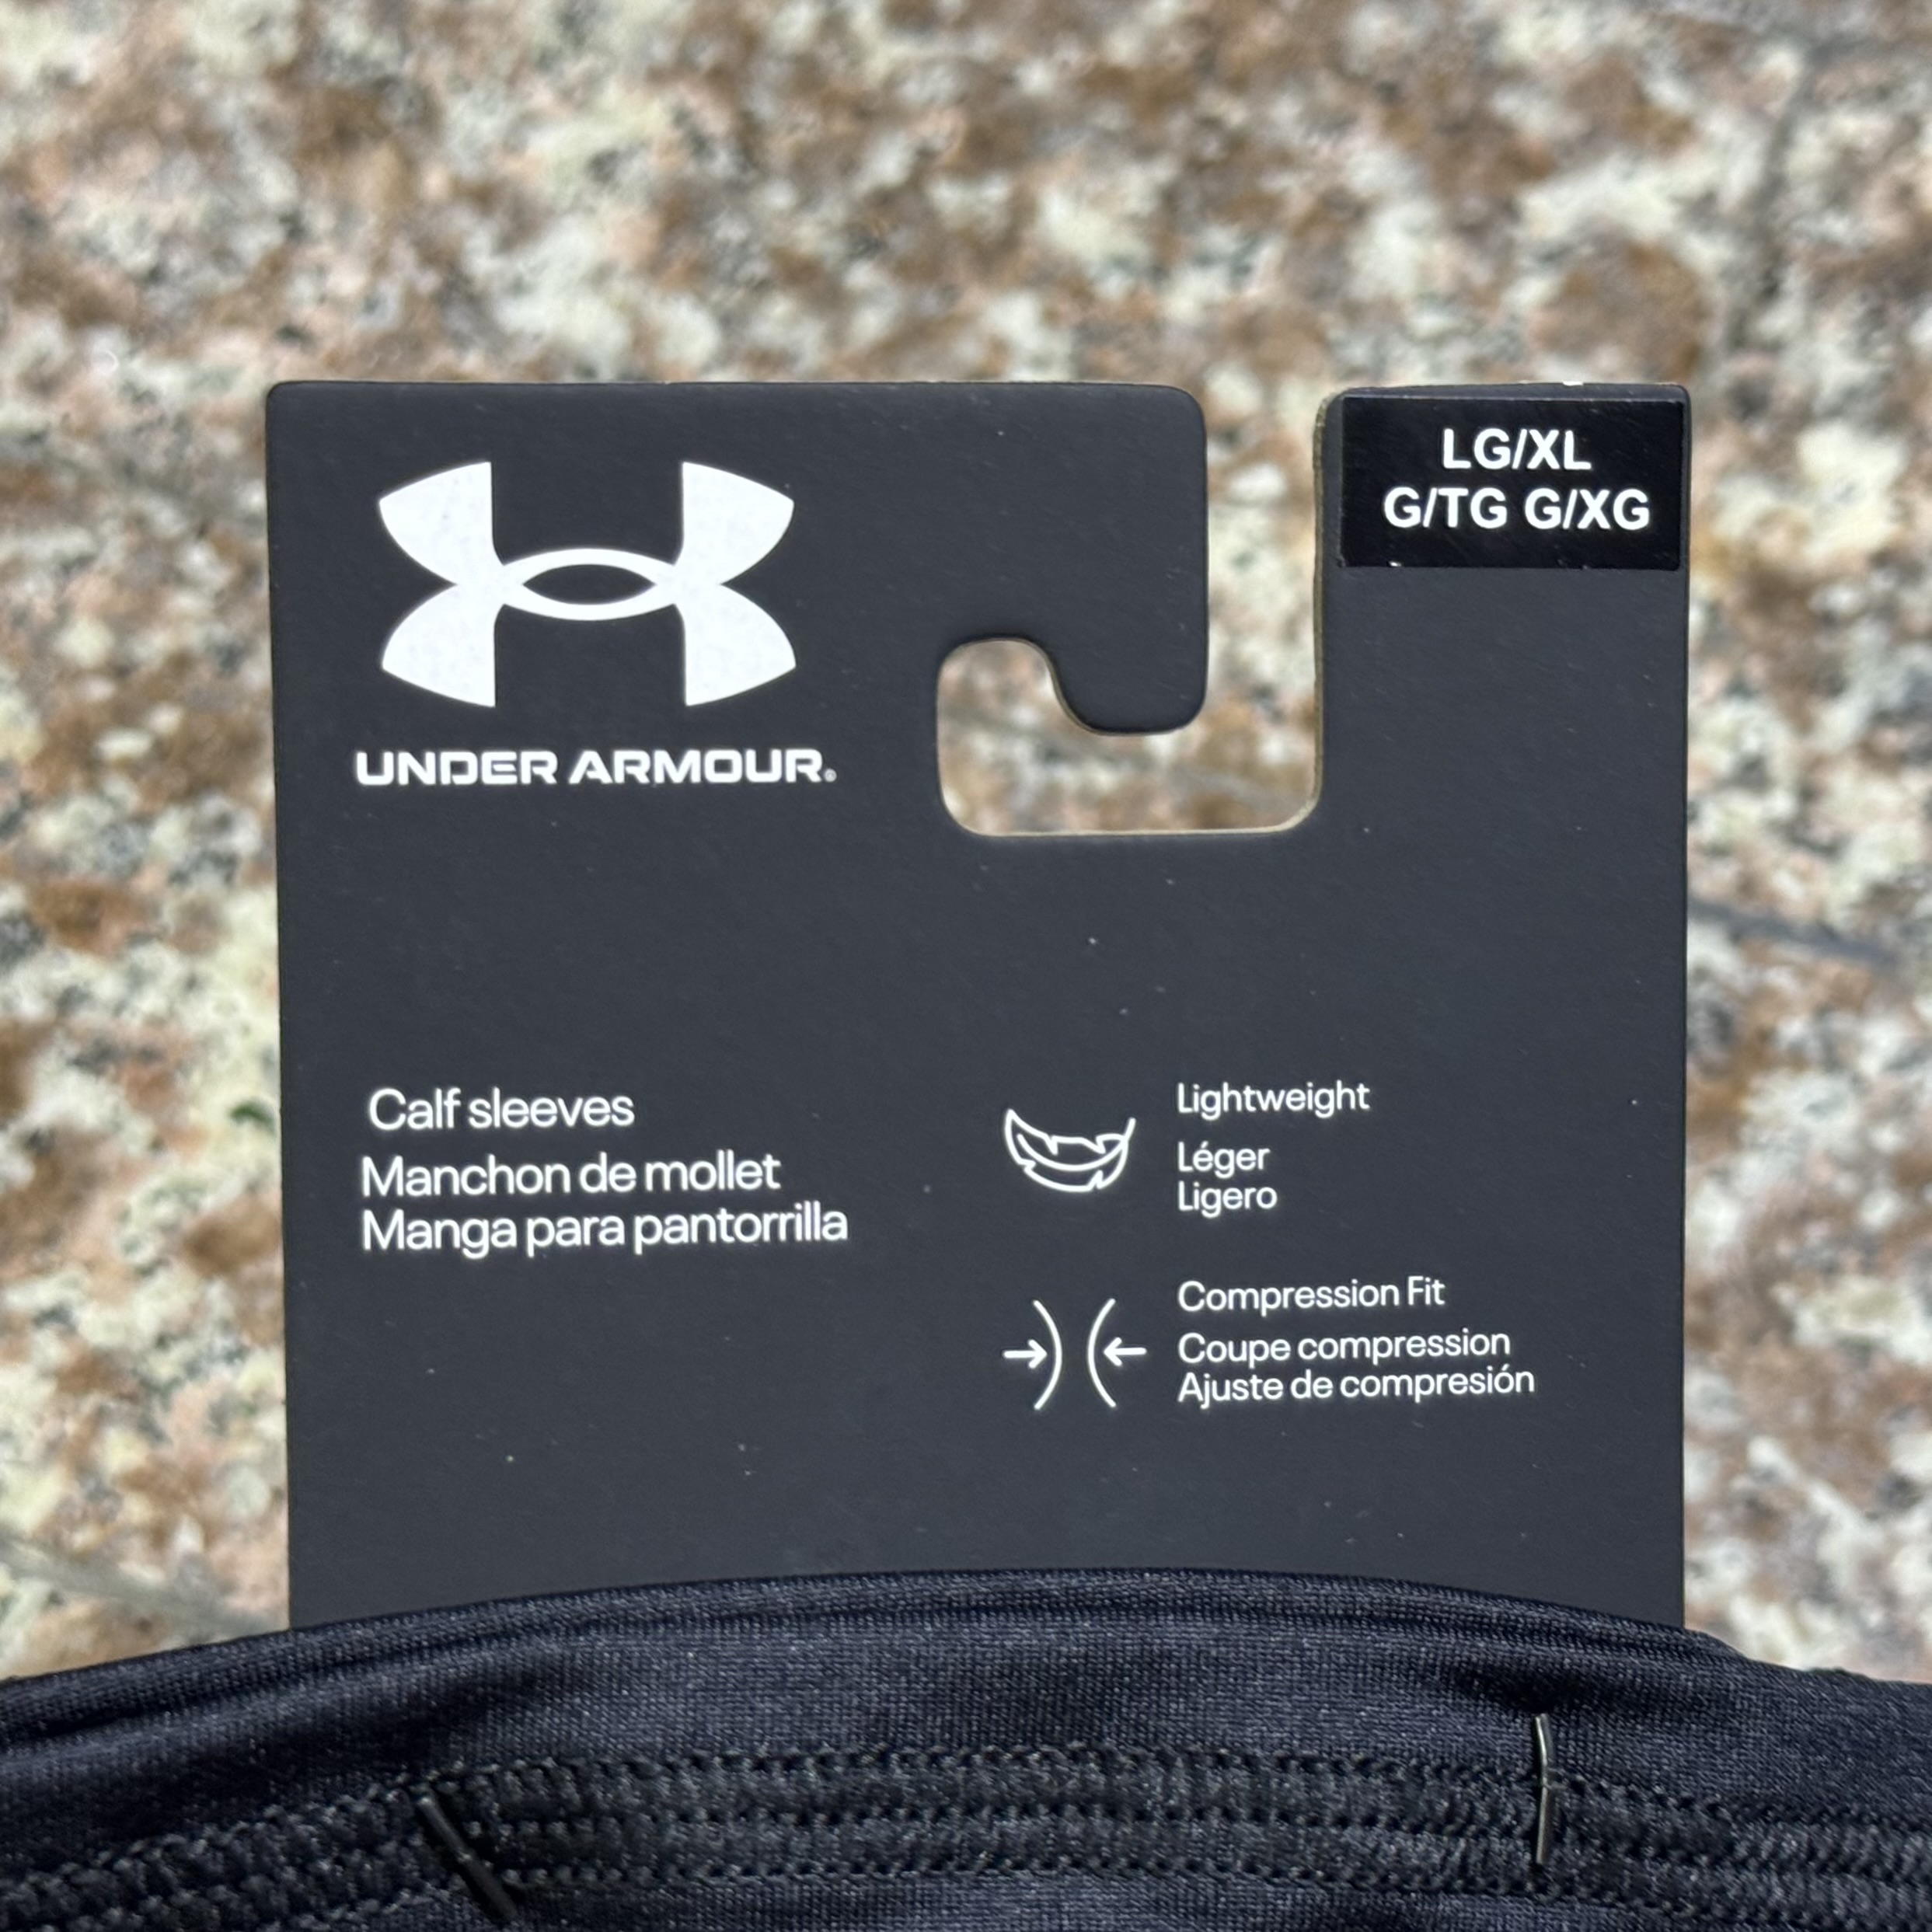 LG/XL
G/TG G/XG
UNDER ARMOUR®
Calf sleeves
Manchon de mollet
Manga para pantorrilla
Lightweight
Léger
Ligero
Compression Fit
Coupe compression
Ajuste de compresión